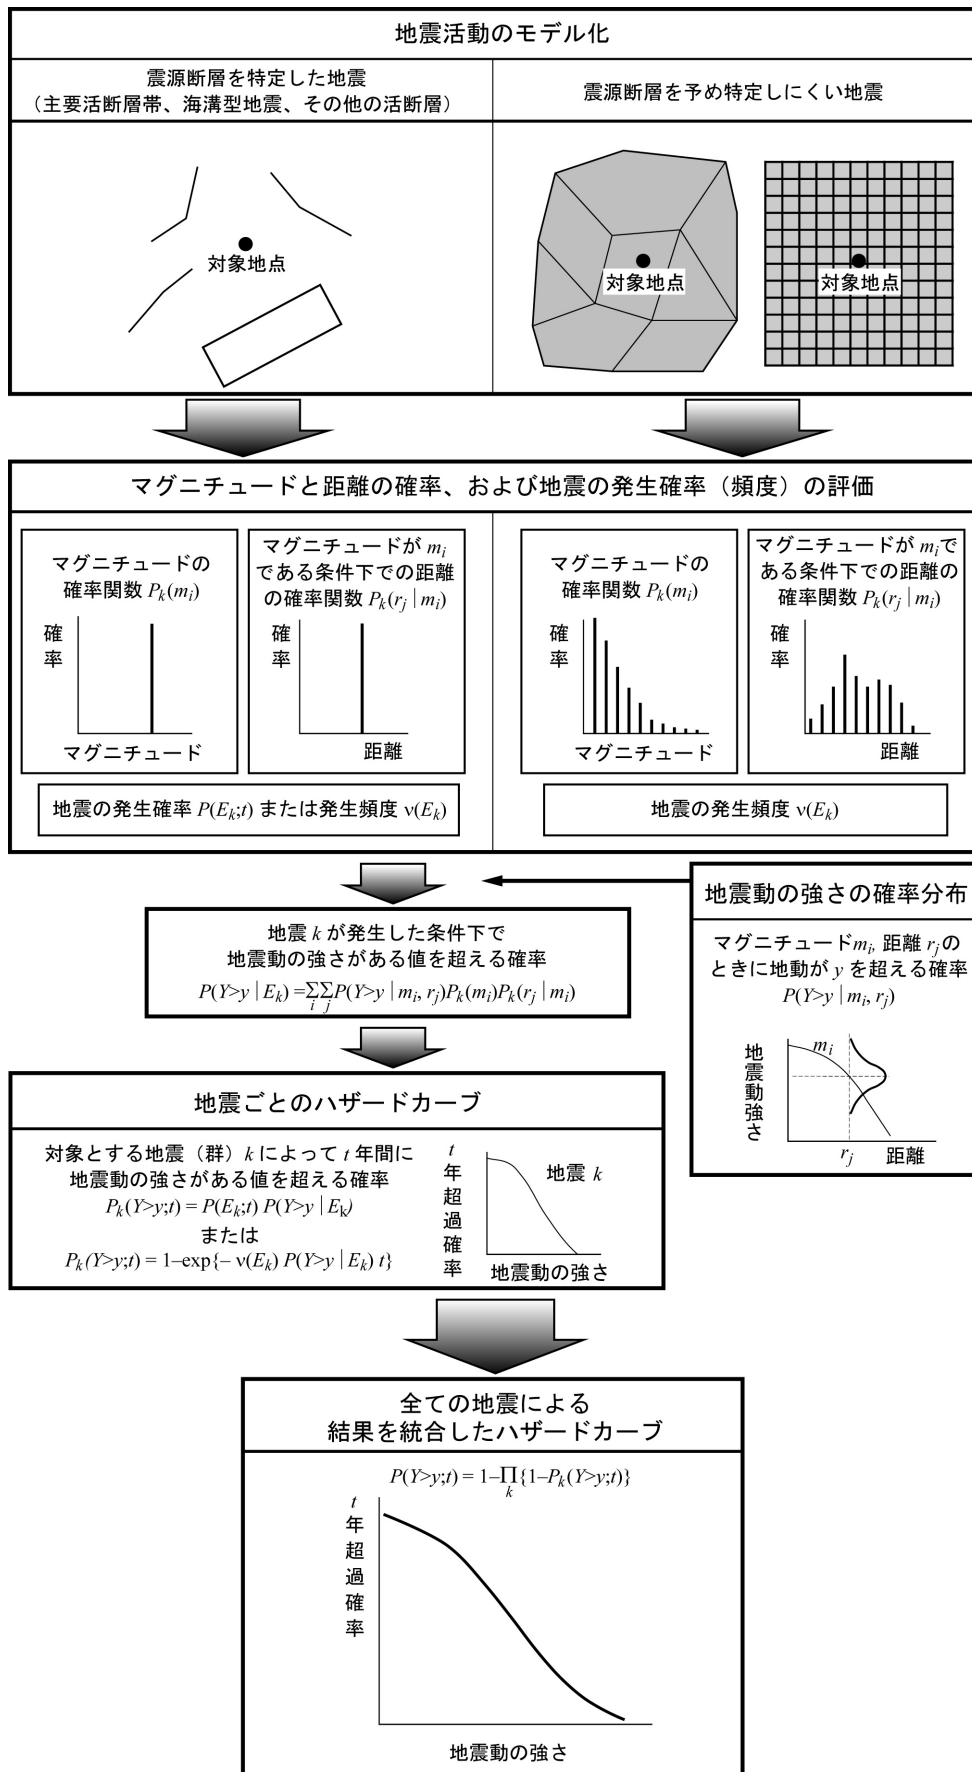 地震活動のモデル化
震源断層を特定した地震
（主要活断層帯、海溝型地震、その他の活断層）
震源断層を予め特定しにくい地震
対象地点
対象地点
対象地点
マグニチュードと距離の確率、および地震の発生確率（頻度）の評価
マグニチュードの
確率関数 Pk(mi)
確率
マグニチュード
マグニチュードが mi
である条件下での距離
の確率関数 Pk(rj | mi)
確率
距離
マグニチュードの
確率関数 Pk(mi)
確率
マグニチュード
マグニチュードが miで
ある条件下での距離の
確率関数 Pk(rj | mi)
確率
距離
地震の発生確率 P(Ek;t) または発生頻度 ν(Ek)
地震の発生頻度 ν(Ek)
地震動の強さの確率分布
マグニチュードmi, 距離 rjの
ときに地動が y を超える確率
P(Y>y | mi, rj)
地震動強さ
mi
rj
距離
地震 k が発生した条件下で
地震動の強さがある値を超える確率
P(Y>y | Ek) =ΣΣP(Y>y | mi, rj)Pk(mi)Pk(rj | mi)
i j
地震ごとのハザードカーブ
対象とする地震（群）k によって t 年間に
地震動の強さがある値を超える確率
Pk(Y>y;t) = P(Ek;t) P(Y>y | Ek)
または
Pk(Y>y;t) = 1–exp{– ν(Ek) P(Y>y | Ek) t}
t年超過確率
地震 k
地震動の強さ
全ての地震による
結果を統合したハザードカーブ
P(Y>y;t) = 1–Π{1–Pk(Y>y;t)}
k
t年超過確率
地震動の強さ